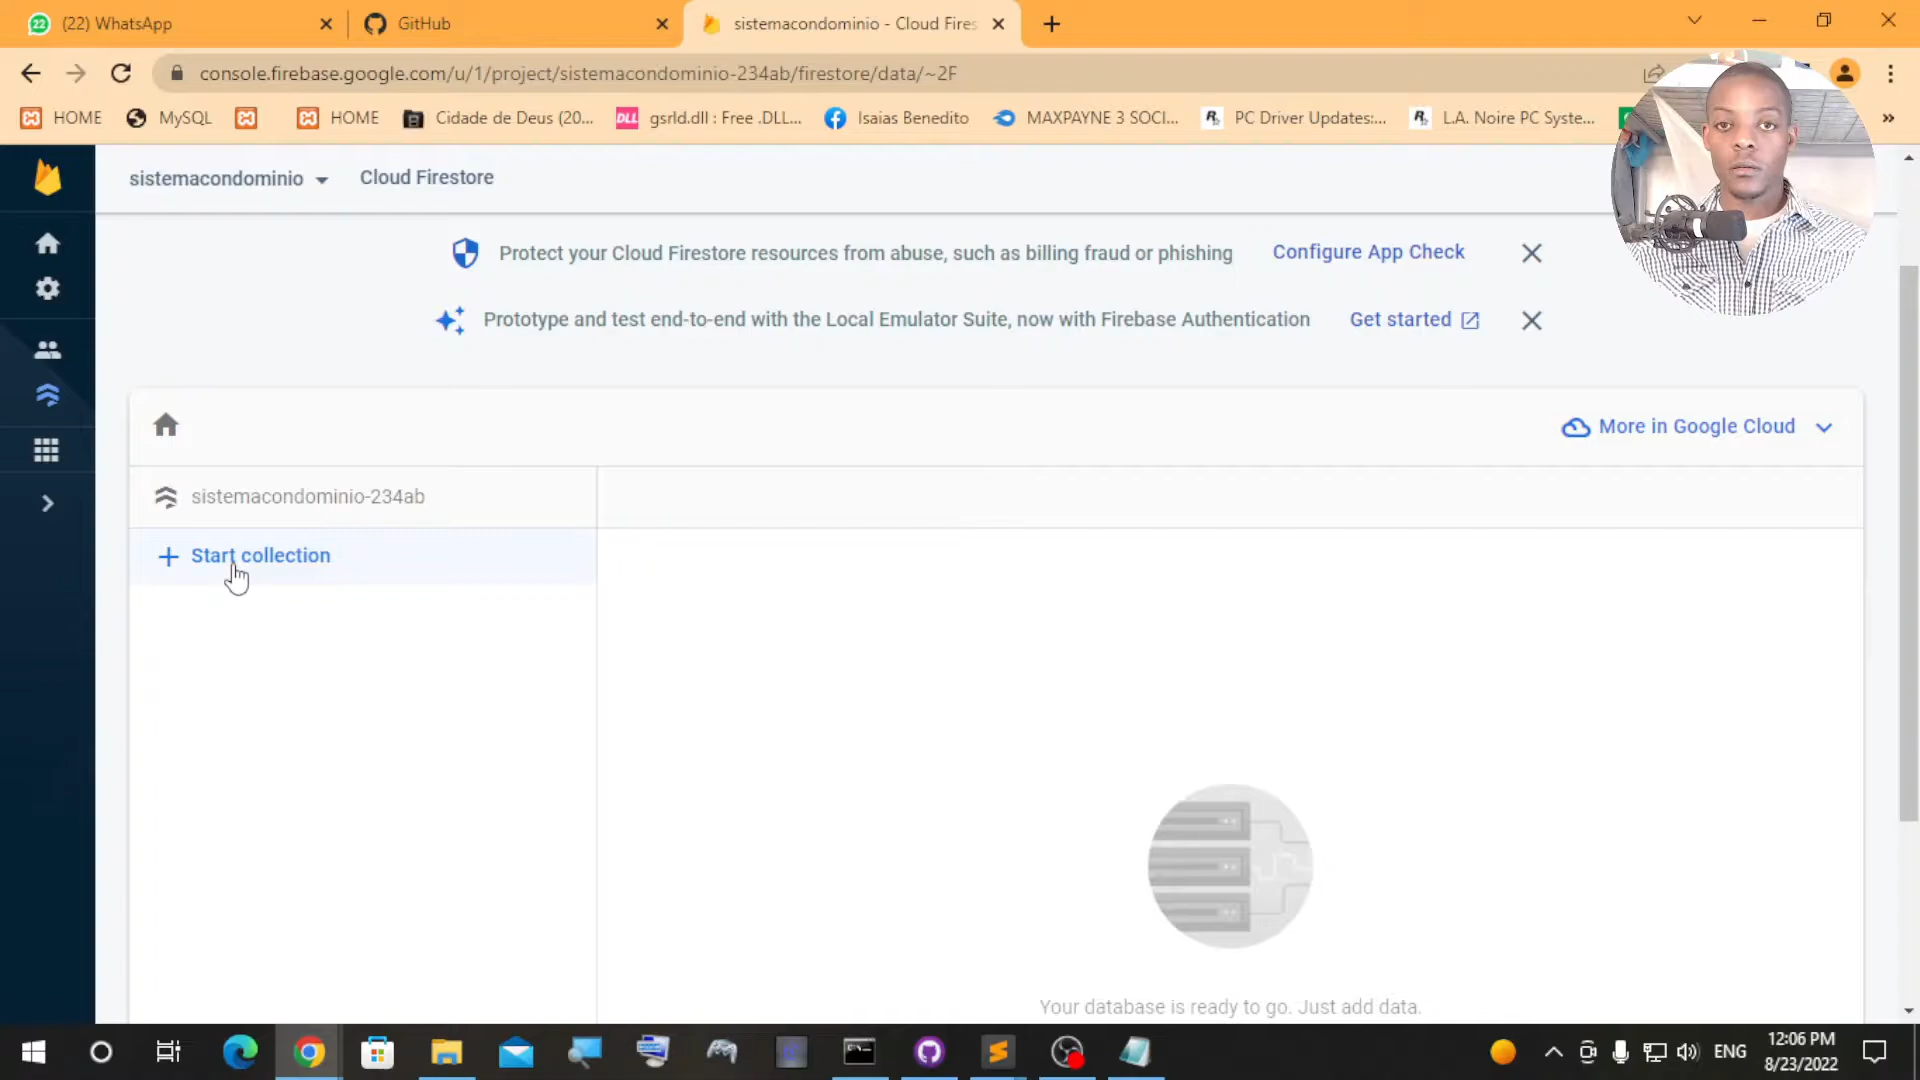 22 (22) WhatsApp
GitHub
sistemacondominio - Cloud Fires
console.firebase.google.com/u/1/project/sistemacondominio-234ab/firestore/data/~2F
HOME
MySQL
HOME
Cidade de Deus (20...
DLL gsrld.dll : Free .DLL...
Isaias Benedito
MAXPAYNE 3 SOCI...
PC Driver Updates:...
L.A. Noire PC Syste...
»
sistemacondominio
Cloud Firestore
Protect your Cloud Firestore resources from abuse, such as billing fraud or phishing
Configure App Check
Prototype and test end-to-end with the Local Emulator Suite, now with Firebase Authentication
Get started
More in Google Cloud
sistemacondominio-234ab
+ Start collection
Your database is ready to go. Just add data.
ENG
12:06 PM
8/23/2022